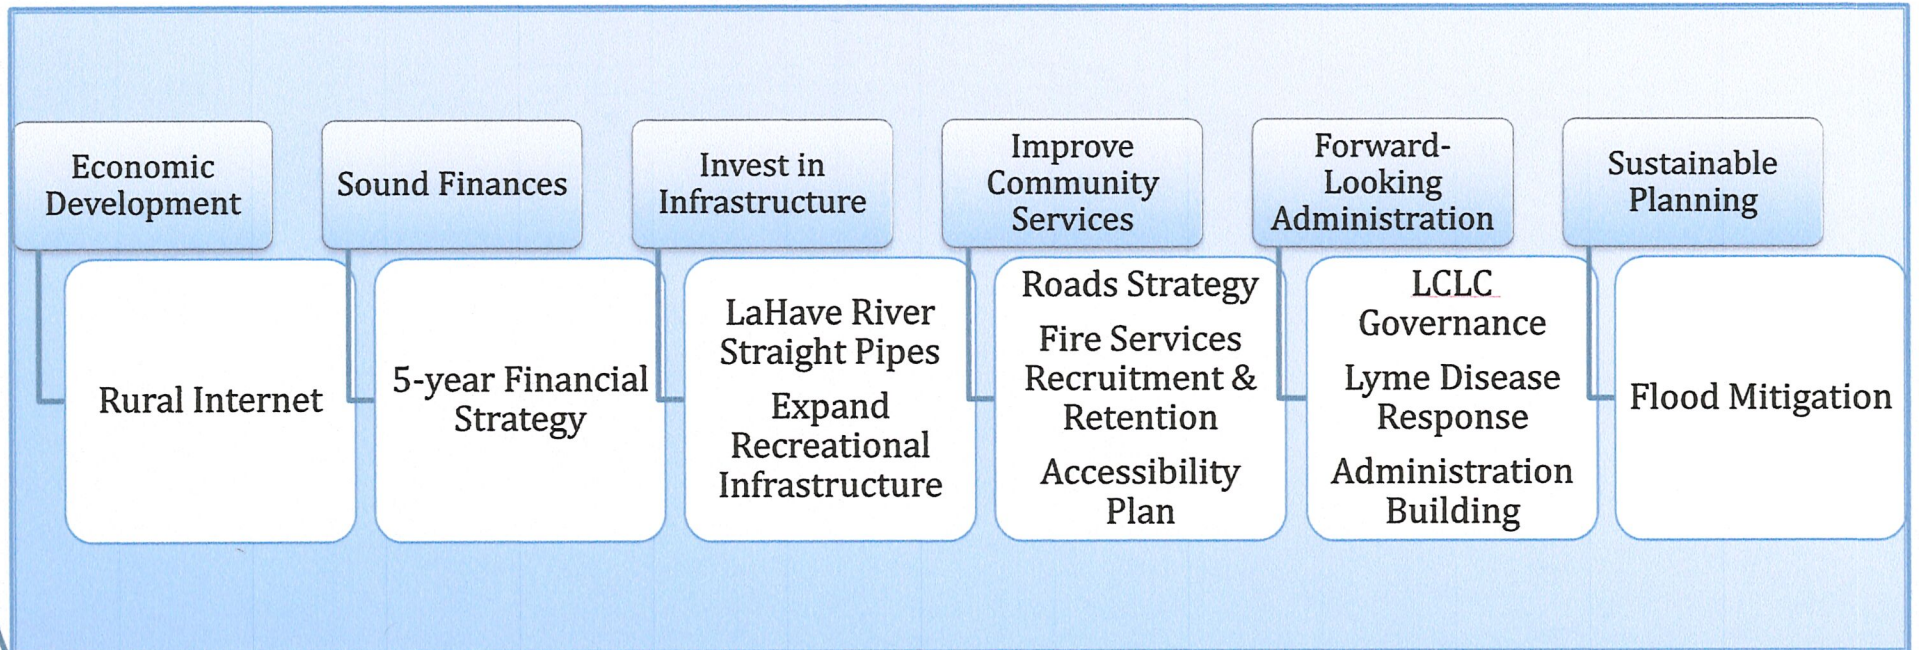 Economic
Development
Rural Internet
Sound Finances
5-year Financial
Strategy
Invest in
Infrastructure
LaHave River
Straight Pipes
Expand
Recreational
Infrastructure
Improve
Community
Services
Roads Strategy
Fire Services
Recruitment &
Retention
Accessibility
Plan
Forward-
Looking
Administration
LCLC
Governance
Lyme Disease
Response
Administration
Building
Sustainable
Planning
Flood Mitigation